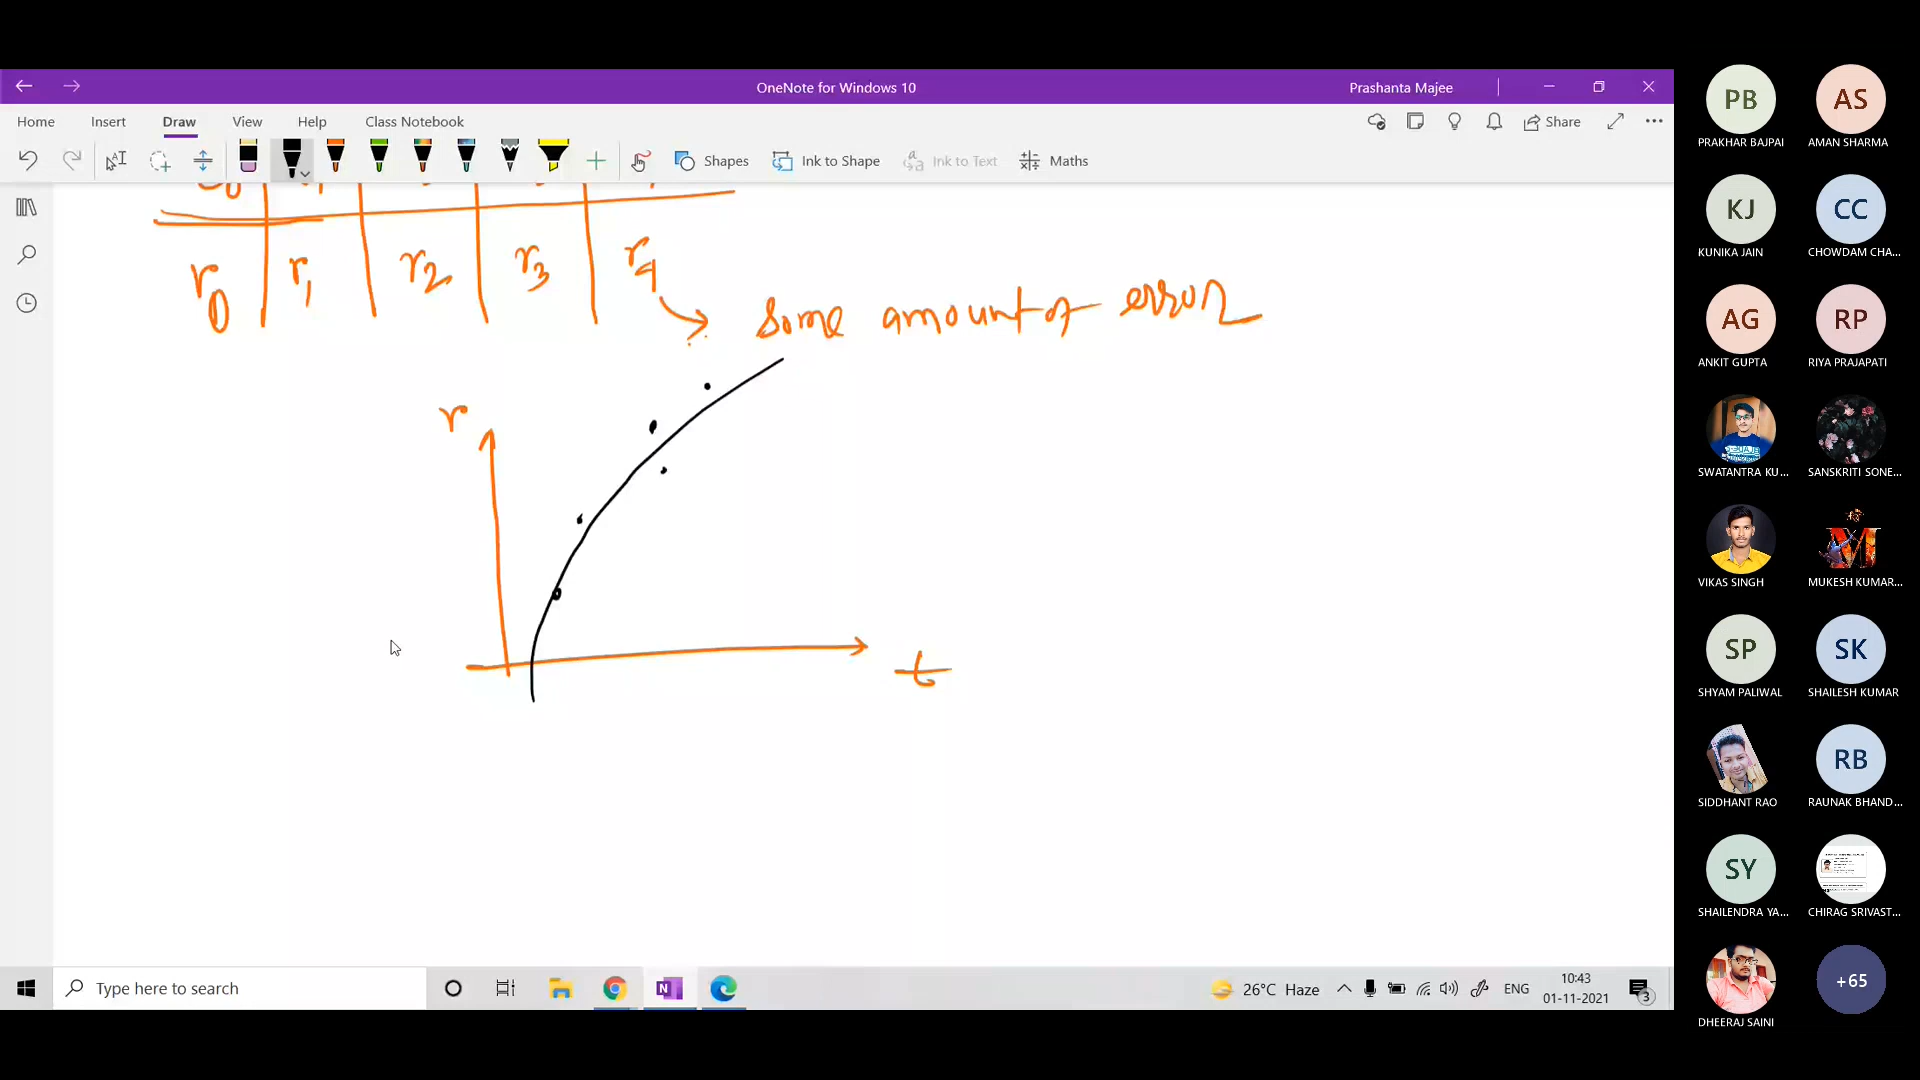 OneNote for Windows 10
Prashanta Majee
Home Insert Draw View Help Class Notebook
Share
Shapes Ink to Shape Ink to Text Maths
r0 r1 r2 r3 r4
Some amount of error
r
t
Type here to search
26°C Haze
ENG
10:43
01-11-2021
3
PB AS
PRAKHAR BAJPAI AMAN SHARMA
KJ CC
KUNIKA JAIN CHOWDAM CHA...
AG RP
ANKIT GUPTA RIYA PRAJAPATI
SWATANTRA KU... SANSKRITI SONE...
VIKAS SINGH MUKESH KUMAR...
SP SK
SHYAM PALIWAL SHAILESH KUMAR
RB
SIDDHANT RAO RAUNAK BHAND...
SY
SHAILENDRA YA... CHIRAG SRIVAST...
+65
DHEERAJ SAINI